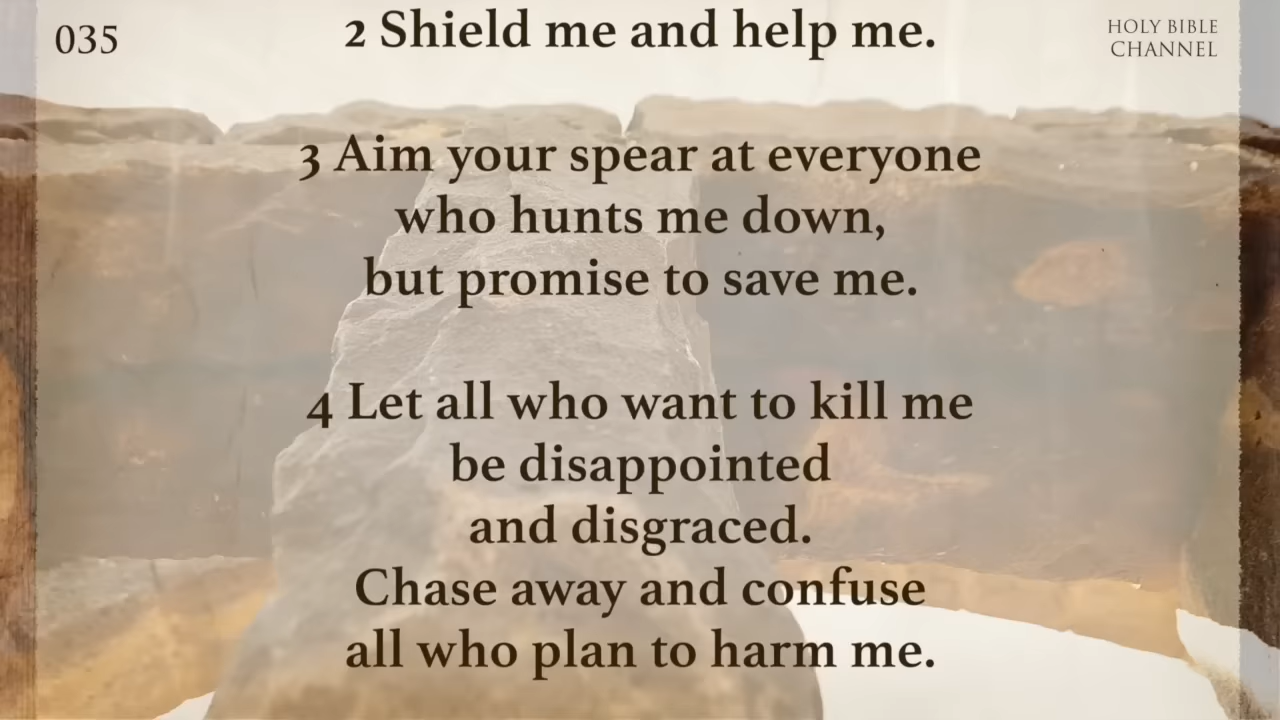 035
2 Shield me and help me.
HOLY BIBLE
CHANNEL
3 Aim your spear at everyone
who hunts me down,
but promise to save me.
4 Let all who want to kill me
be disappointed
and disgraced.
Chase away and confuse
all who plan to harm me.